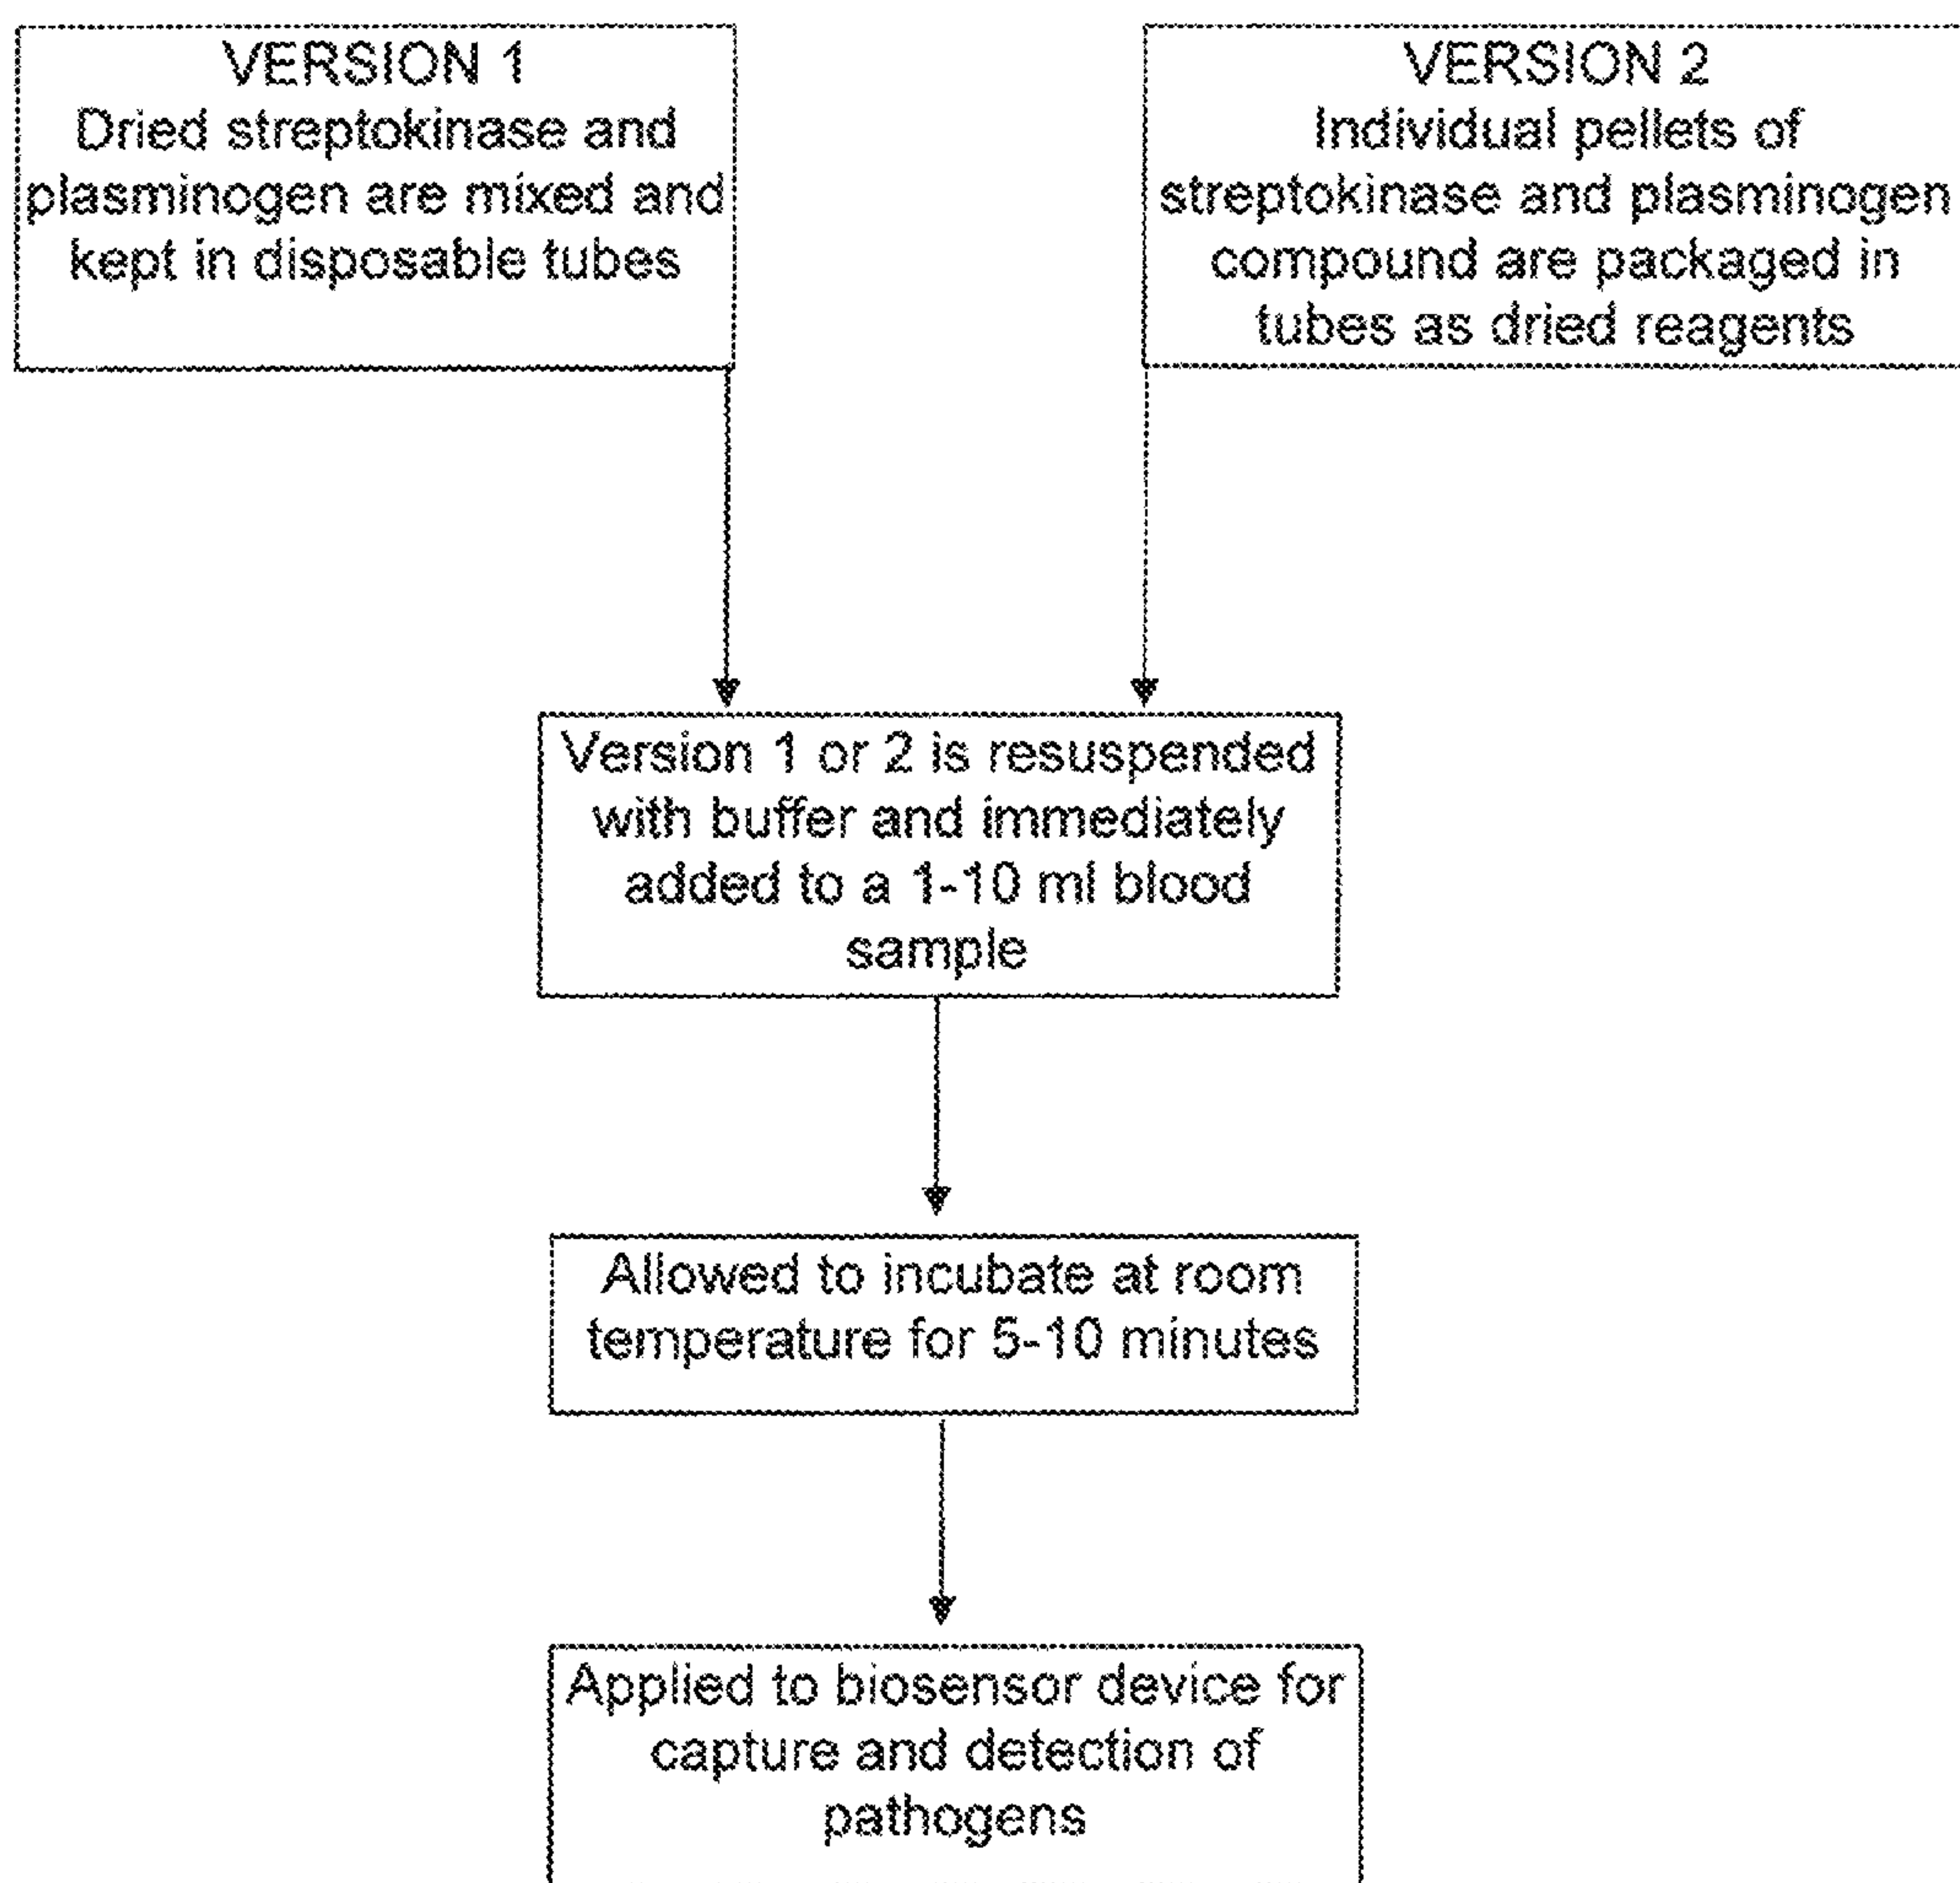 VERSION 1
Dried streptokinase and
plasminogen are mixed and
kept in disposable tubes
VERSION 2
Individual pellets of
streptokinase and plasminogen
compound are packaged in
tubes as dried reagents
Version 1 or 2 is resuspended
with buffer and immediately
added to a 1-10 ml blood
sample
Allowed to incubate at room
temperature for 5-10 minutes
Applied to biosensor device for
capture and detection of
pathogens